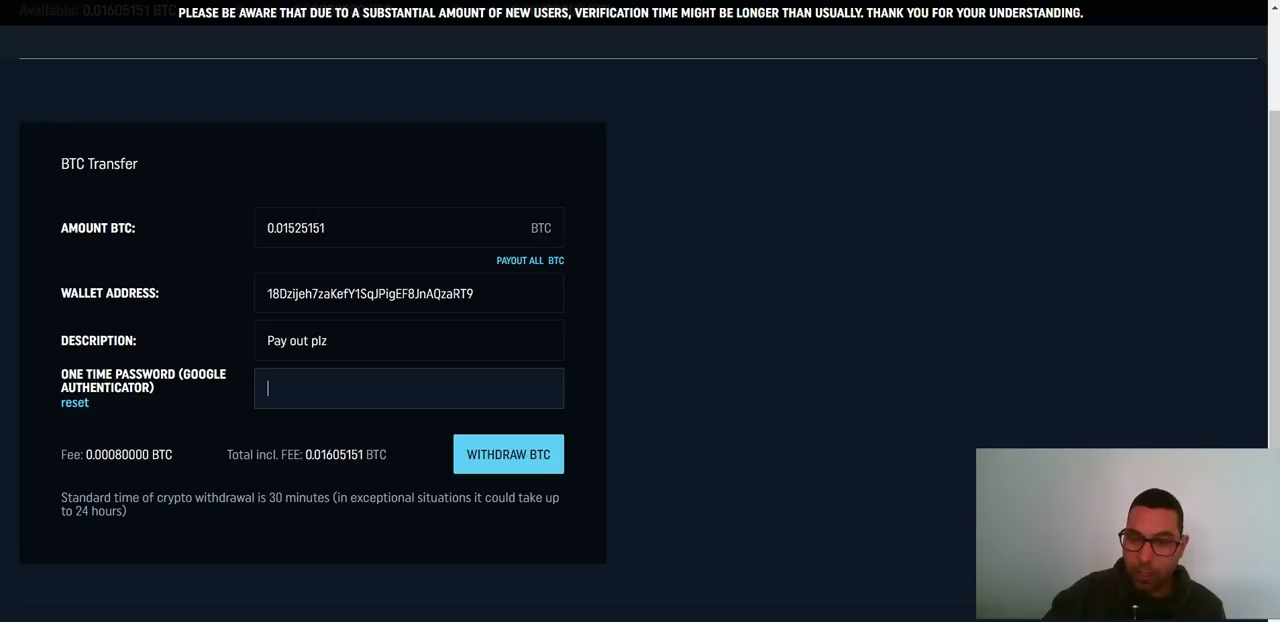 Available: 0.01605151 BTC
PLEASE BE AWARE THAT DUE TO A SUBSTANTIAL AMOUNT OF NEW USERS, VERIFICATION TIME MIGHT BE LONGER THAN USUALLY. THANK YOU FOR YOUR UNDERSTANDING.
BTC Transfer
AMOUNT BTC:
0.01525151
BTC
PAYOUT ALL BTC
WALLET ADDRESS:
18Dzijeh7zaKefY1SqJPigEF8JnAQzaRT9
DESCRIPTION:
Pay out plz
ONE TIME PASSWORD (GOOGLE
AUTHENTICATOR)
reset
Fee: 0.00080000 BTC
Total incl. FEE: 0.01605151 BTC
WITHDRAW BTC
Standard time of crypto withdrawal is 30 minutes (in exceptional situations it could take up
to 24 hours)